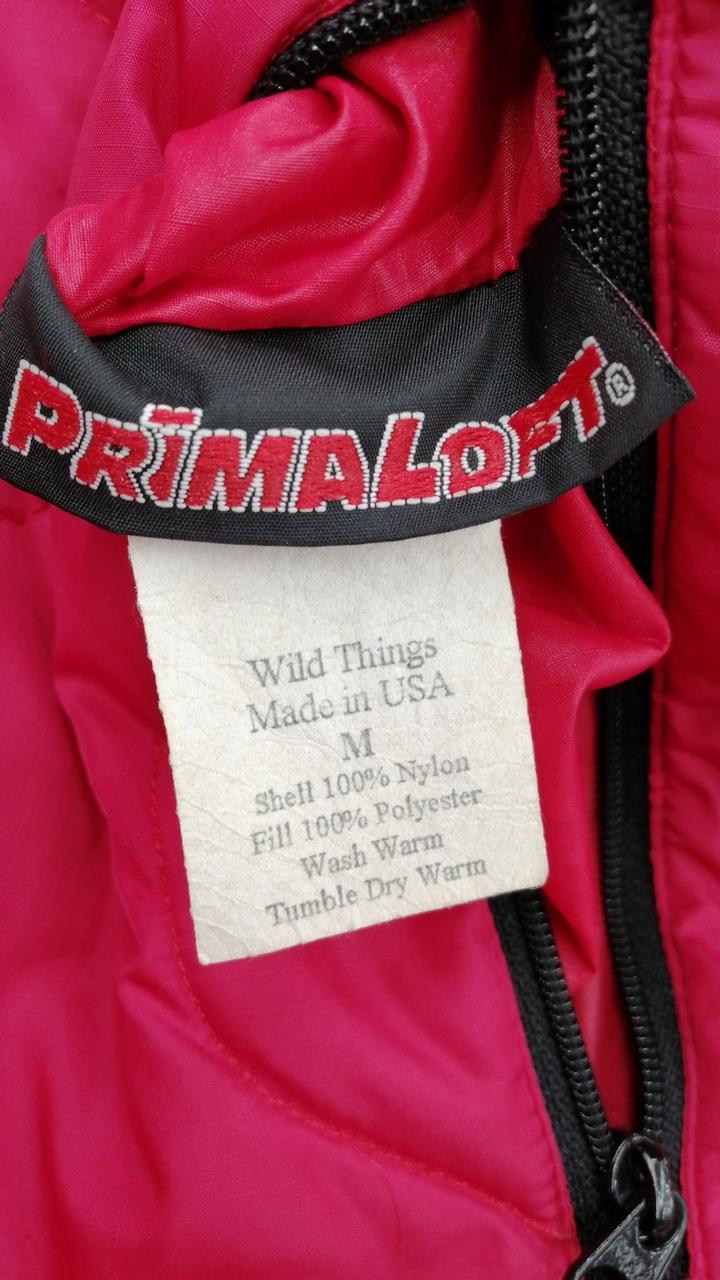 PRIMALOFT®
Wild Things
Made in USA
M
Shell 100% Nylon
Fill 100% Polyester
Wash Warm
Tumble Dry Warm